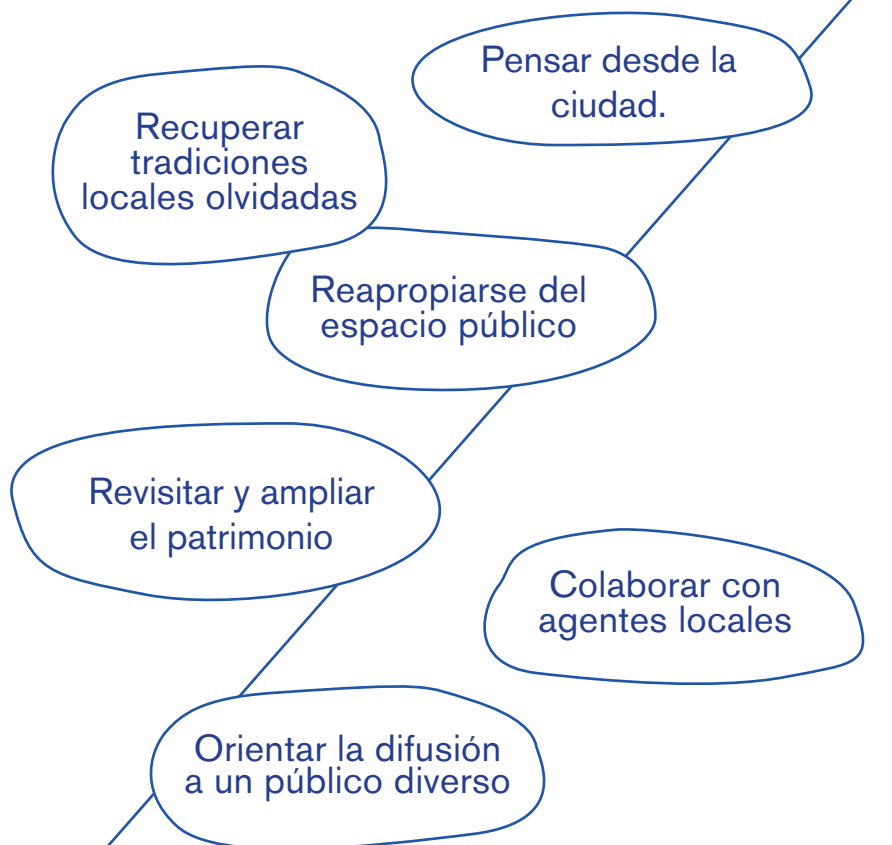 Pensar desde la
ciudad.
Recuperar
tradiciones
locales olvidadas
Reapropiarse del
espacio público
Revisitar y ampliar
el patrimonio
Colaborar con
agentes locales
Orientar la difusión
a un público diverso